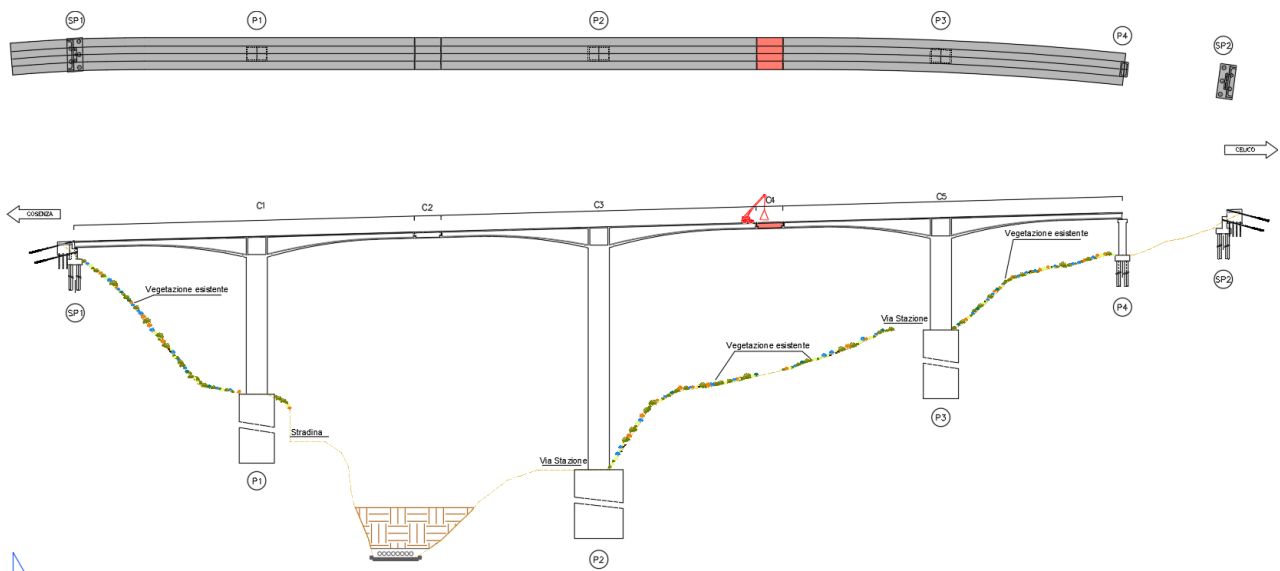 SP1
P1
P2
P3
P4
SP2
CELICO
COSENZA
C1
C2
C3
C4
C5
Vegetazione esistente
Vegetazione esistente
SP1
SP2
P4
Via Stazione
Vegetazione esistente
P3
Stradina
Via Stazione
P1
P2